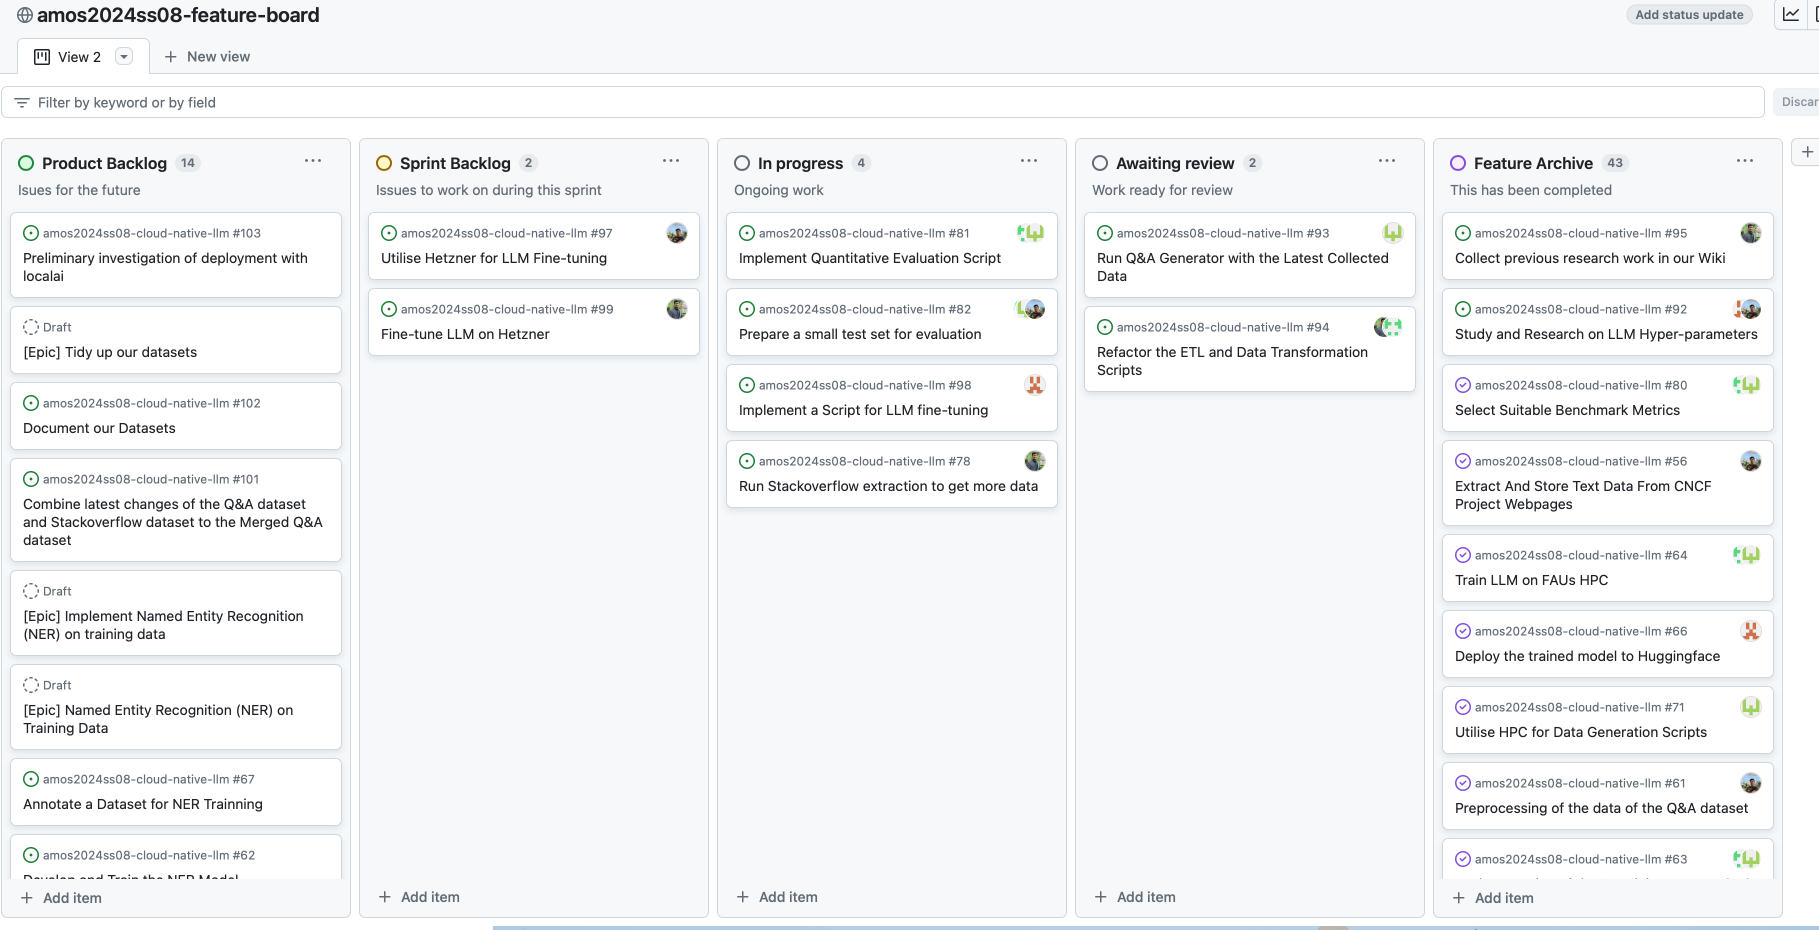 amos2024ss08-feature-board
Add status update
View 2
New view
Filter by keyword or by field
Discar
Product Backlog 14
Isues for the future
amos2024ss08-cloud-native-llm #103
Preliminary investigation of deployment with
localai
Draft
[Epic] Tidy up our datasets
amos2024ss08-cloud-native-llm #102
Document our Datasets
amos2024ss08-cloud-native-llm #101
Combine latest changes of the Q&A dataset
and Stackoverflow dataset to the Merged Q&A
dataset
Draft
[Epic] Implement Named Entity Recognition
(NER) on training data
Draft
[Epic] Named Entity Recognition (NER) on
Training Data
amos2024ss08-cloud-native-llm #67
Annotate a Dataset for NER Trainning
amos2024ss08-cloud-native-llm #62
Develop and Train the NER Model
Add item
Sprint Backlog 2
Issues to work on during this sprint
amos2024ss08-cloud-native-llm #97
Utilise Hetzner for LLM Fine-tuning
amos2024ss08-cloud-native-llm #99
Fine-tune LLM on Hetzner
Add item
In progress 4
Ongoing work
amos2024ss08-cloud-native-llm #81
Implement Quantitative Evaluation Script
amos2024ss08-cloud-native-llm #82
Prepare a small test set for evaluation
amos2024ss08-cloud-native-llm #98
Implement a Script for LLM fine-tuning
amos2024ss08-cloud-native-llm #78
Run Stackoverflow extraction to get more data
Add item
Awaiting review 2
Work ready for review
amos2024ss08-cloud-native-llm #93
Run Q&A Generator with the Latest Collected
Data
amos2024ss08-cloud-native-llm #94
Refactor the ETL and Data Transformation
Scripts
Add item
Feature Archive 43
This has been completed
amos2024ss08-cloud-native-llm #95
Collect previous research work in our Wiki
amos2024ss08-cloud-native-llm #92
Study and Research on LLM Hyper-parameters
amos2024ss08-cloud-native-llm #80
Select Suitable Benchmark Metrics
amos2024ss08-cloud-native-llm #56
Extract And Store Text Data From CNCF
Project Webpages
amos2024ss08-cloud-native-llm #64
Train LLM on FAUs HPC
amos2024ss08-cloud-native-llm #66
Deploy the trained model to Huggingface
amos2024ss08-cloud-native-llm #71
Utilise HPC for Data Generation Scripts
amos2024ss08-cloud-native-llm #61
Preprocessing of the data of the Q&A dataset
amos2024ss08-cloud-native-llm #63
Add item